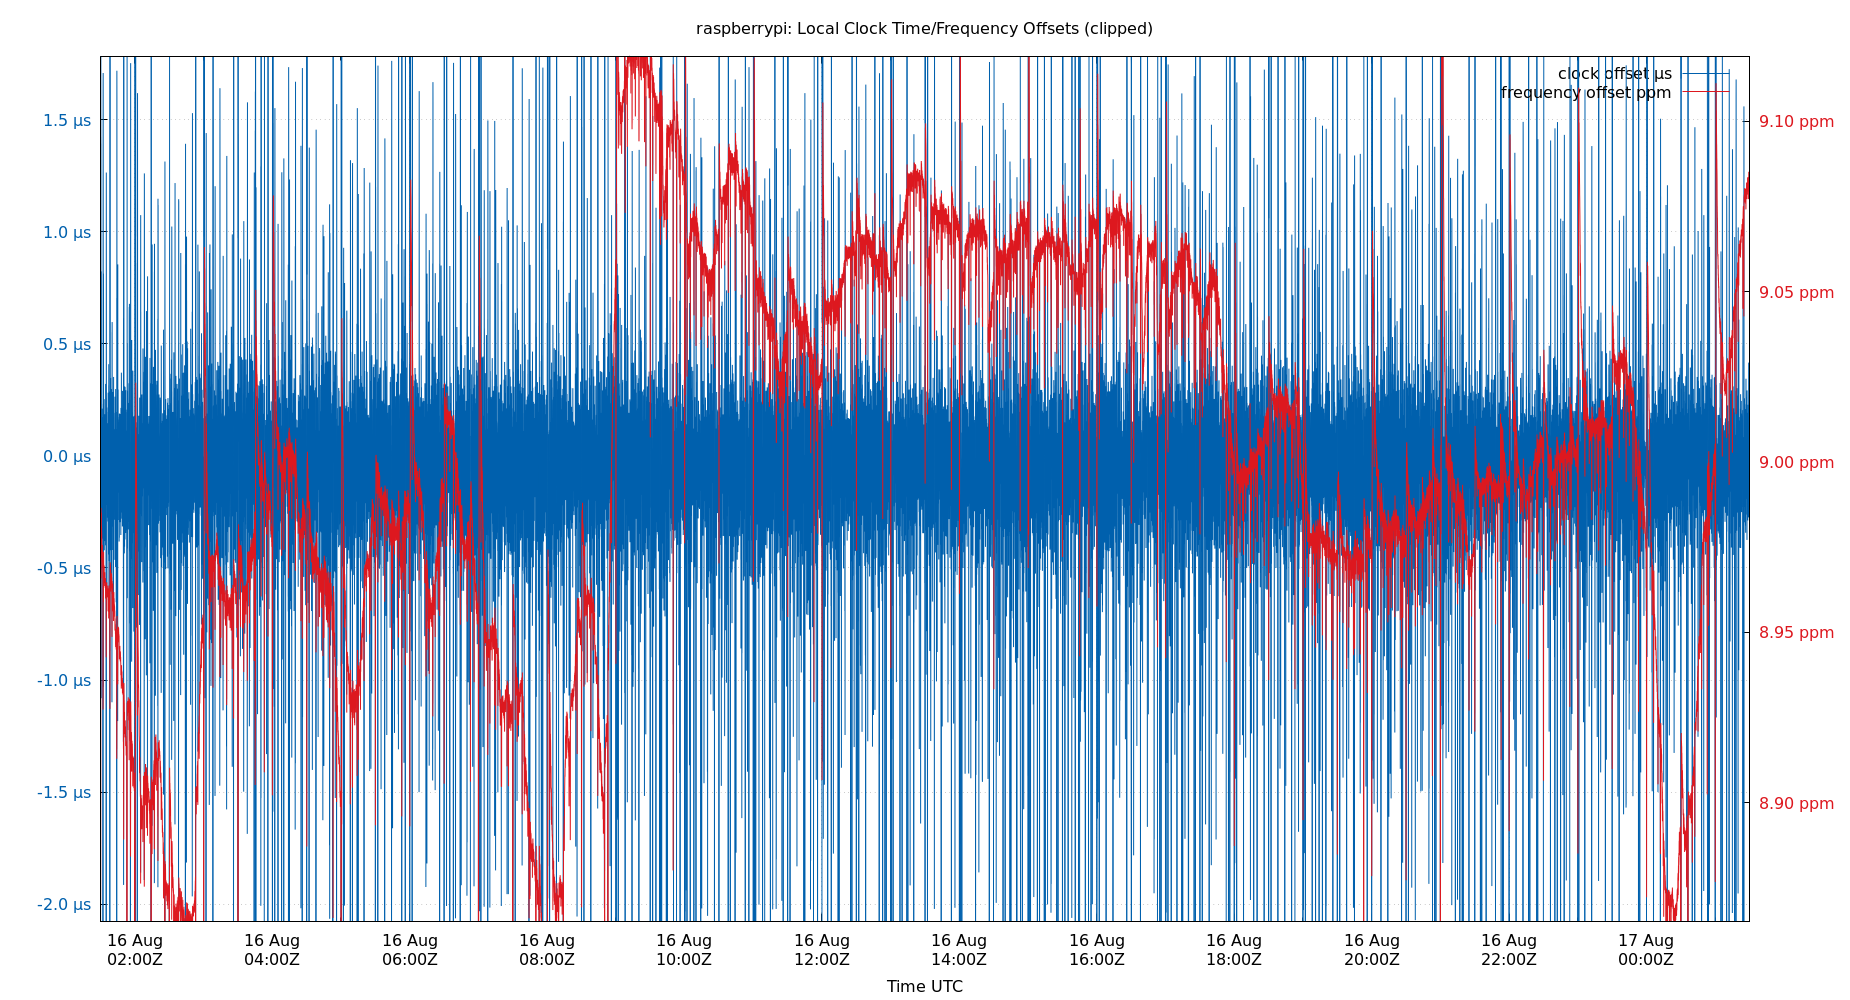 raspberrypi: Local Clock Time/Frequency Offsets (clipped)
clock offset µs
frequency offset ppm
1.5 µs
1.0 µs
0.5 µs
0.0 µs
-0.5 µs
-1.0 µs
-1.5 µs
-2.0 µs
9.10 ppm
9.05 ppm
9.00 ppm
8.95 ppm
8.90 ppm
16 Aug 16 Aug 16 Aug 16 Aug 16 Aug 16 Aug 16 Aug 16 Aug 16 Aug 16 Aug 16 Aug 17 Aug
02:00Z 04:00Z 06:00Z 08:00Z 10:00Z 12:00Z 14:00Z 16:00Z 18:00Z 20:00Z 22:00Z 00:00Z
Time UTC